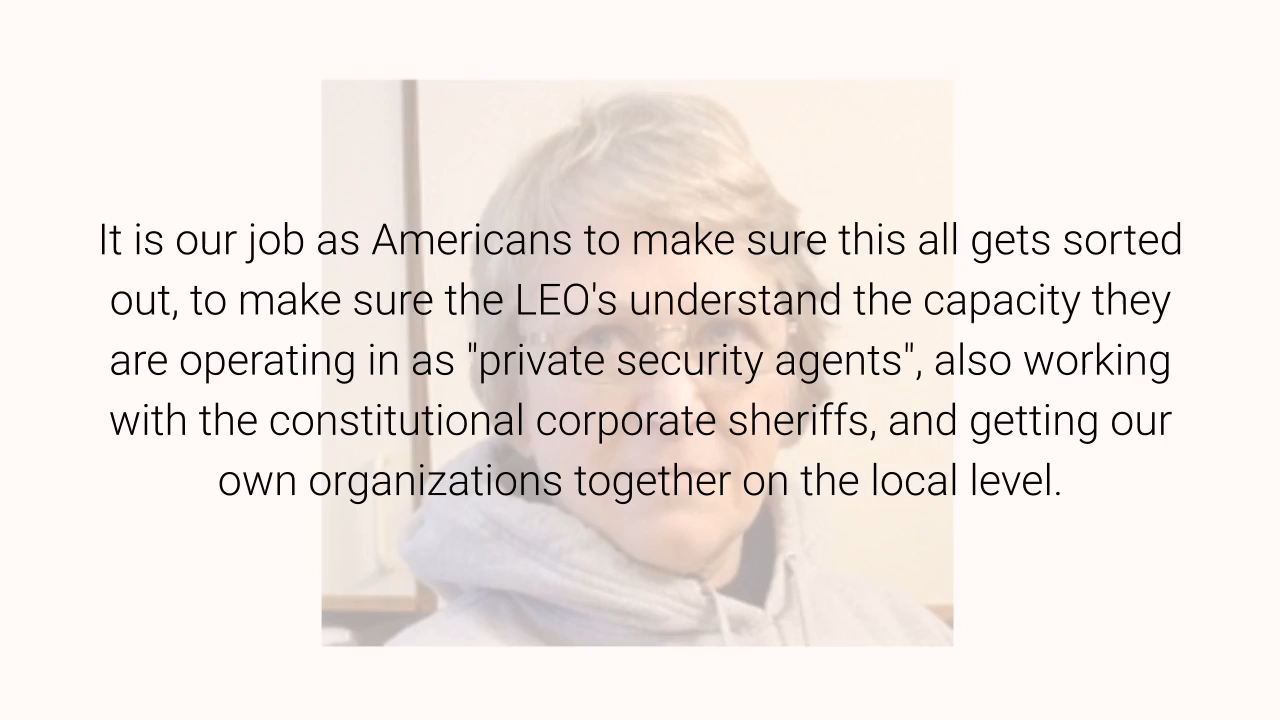 It is our job as Americans to make sure this all gets sorted
out, to make sure the LEO's understand the capacity they
are operating in as "private security agents", also working
with the constitutional corporate sheriffs, and getting our
own organizations together on the local level.